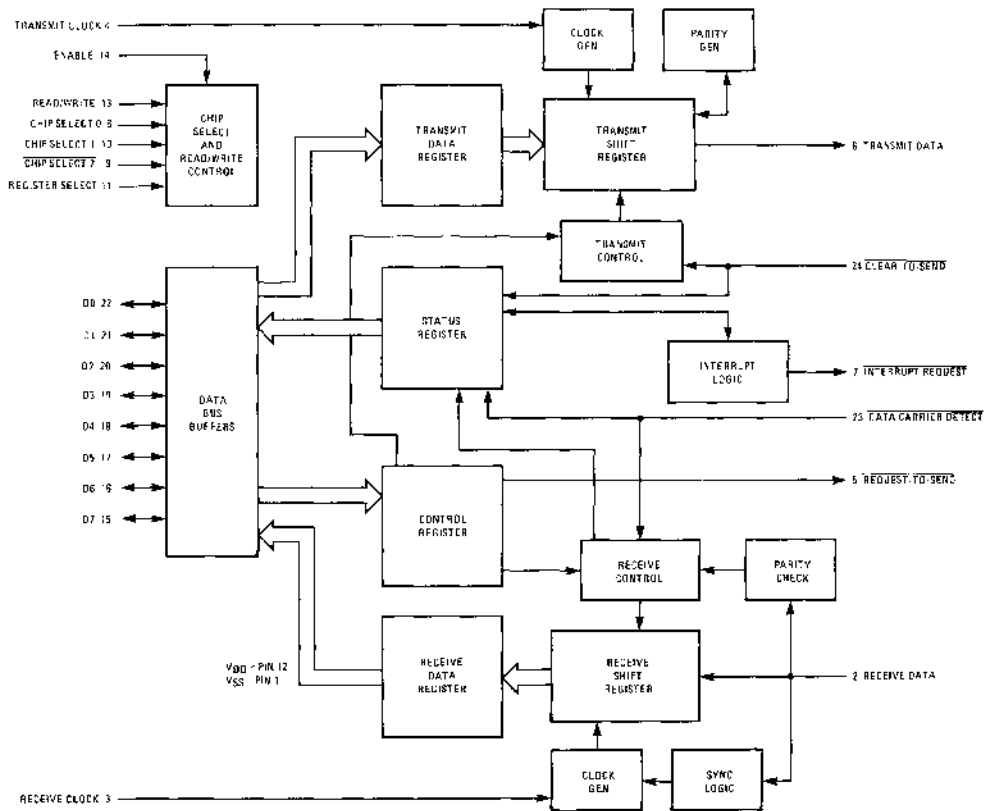 TRANSMIT CLOCK 4
ENABLE 14
READ/WRITE 13
CHIP SELECT 0 8
CHIP SELECT 1 10
CHIP SELECT 2 9
REGISTER SELECT 11
CHIP
SELECT
AND
READ/WRITE
CONTROL
TRANSMIT
DATA
REGISTER
CLOCK
GEN
PARITY
GEN
TRANSMIT
SHIFT
REGISTER
6 TRANSMIT DATA
TRANSMIT
CONTROL
24 CLEAR-TO-SEND
D0 22
D1 21
D2 20
D3 19
D4 18
D5 17
D6 16
D7 15
DATA
BUS
BUFFERS
STATUS
REGISTER
INTERRUPT
LOGIC
7 INTERRUPT REQUEST
23 DATA CARRIER DETECT
5 REQUEST-TO-SEND
CONTROL
REGISTER
RECEIVE
CONTROL
PARITY
CHECK
VDD - PIN 12
VSS - PIN 1
RECEIVE
DATA
REGISTER
RECEIVE
SHIFT
REGISTER
2 RECEIVE DATA
RECEIVE CLOCK 3
CLOCK
GEN
SYNC
LOGIC